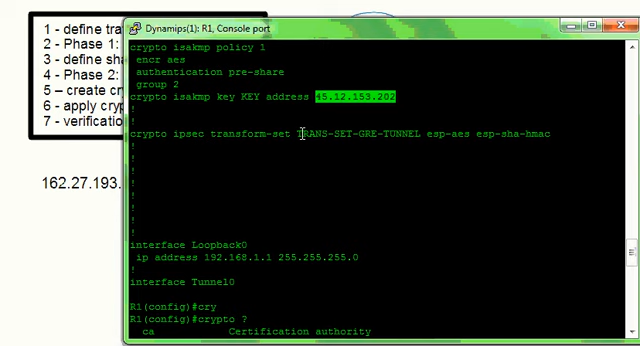 1 - define tra
2 - Phase 1:
3 - define sha
4 - Phase 2:
5 – create cry
6 - apply cryp
7 - verificatio
162.27.193.
Dynamips(1): R1, Console port
crypto isakmp policy 1
encr aes
authentication pre-share
group 2
crypto isakmp key KEY address 45.12.153.202
!
!
crypto ipsec transform-set TRANS-SET-GRE-TUNNEL esp-aes esp-sha-hmac
!
!
!
!
!
!
!
!
interface Loopback0
ip address 192.168.1.1 255.255.255.0
!
interface Tunnel0
R1(config)#cry
R1(config)#crypto ?
ca Certification authority